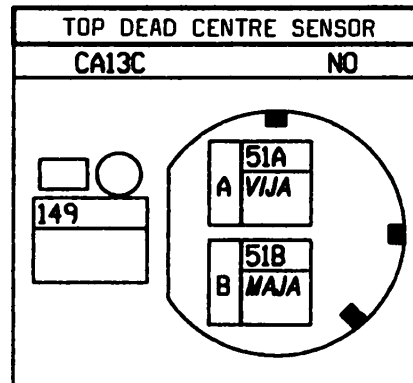 TOP DEAD CENTRE SENSOR
CA13C NO
149
A 51A VIJA
B 51B MAJA